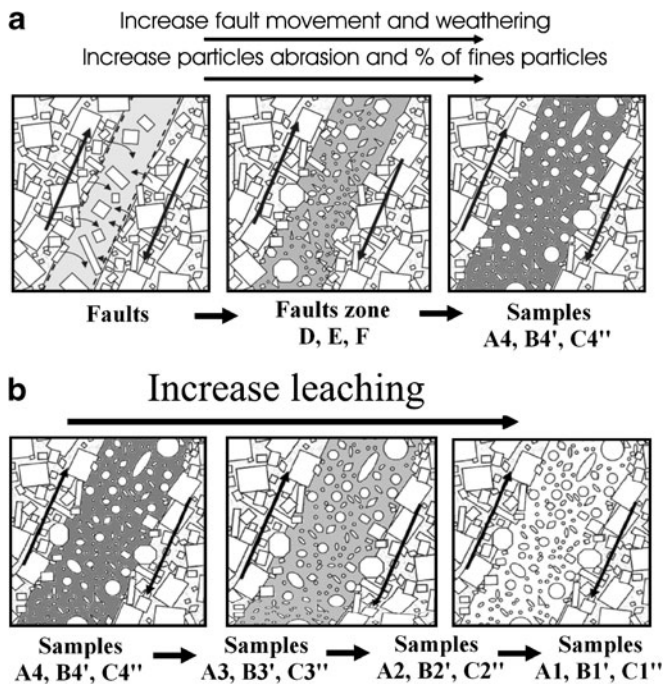 a
Increase fault movement and weathering
Increase particles abrasion and % of fines particles
Faults
Faults zone
D, E, F
Samples
A4, B4', C4"
b
Increase leaching
Samples
A4, B4', C4"
Samples
A3, B3', C3"
Samples
A2, B2', C2"
Samples
A1, B1', C1"